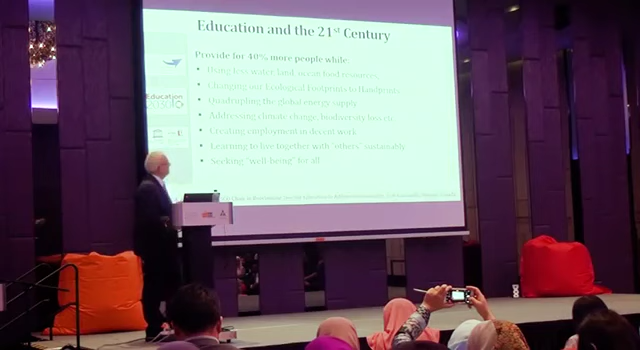 Education and the 21st Century
Provide for 40% more people while:
• Using less water, land, ocean food resources
• Changing our Ecological Footprints to Handprints
• Quadrupling the global energy supply
• Addressing climate change, biodiversity loss etc
• Creating employment in decent work
• Learning to live together with "others" sustainably
• Seeking "well-being" for all
Education